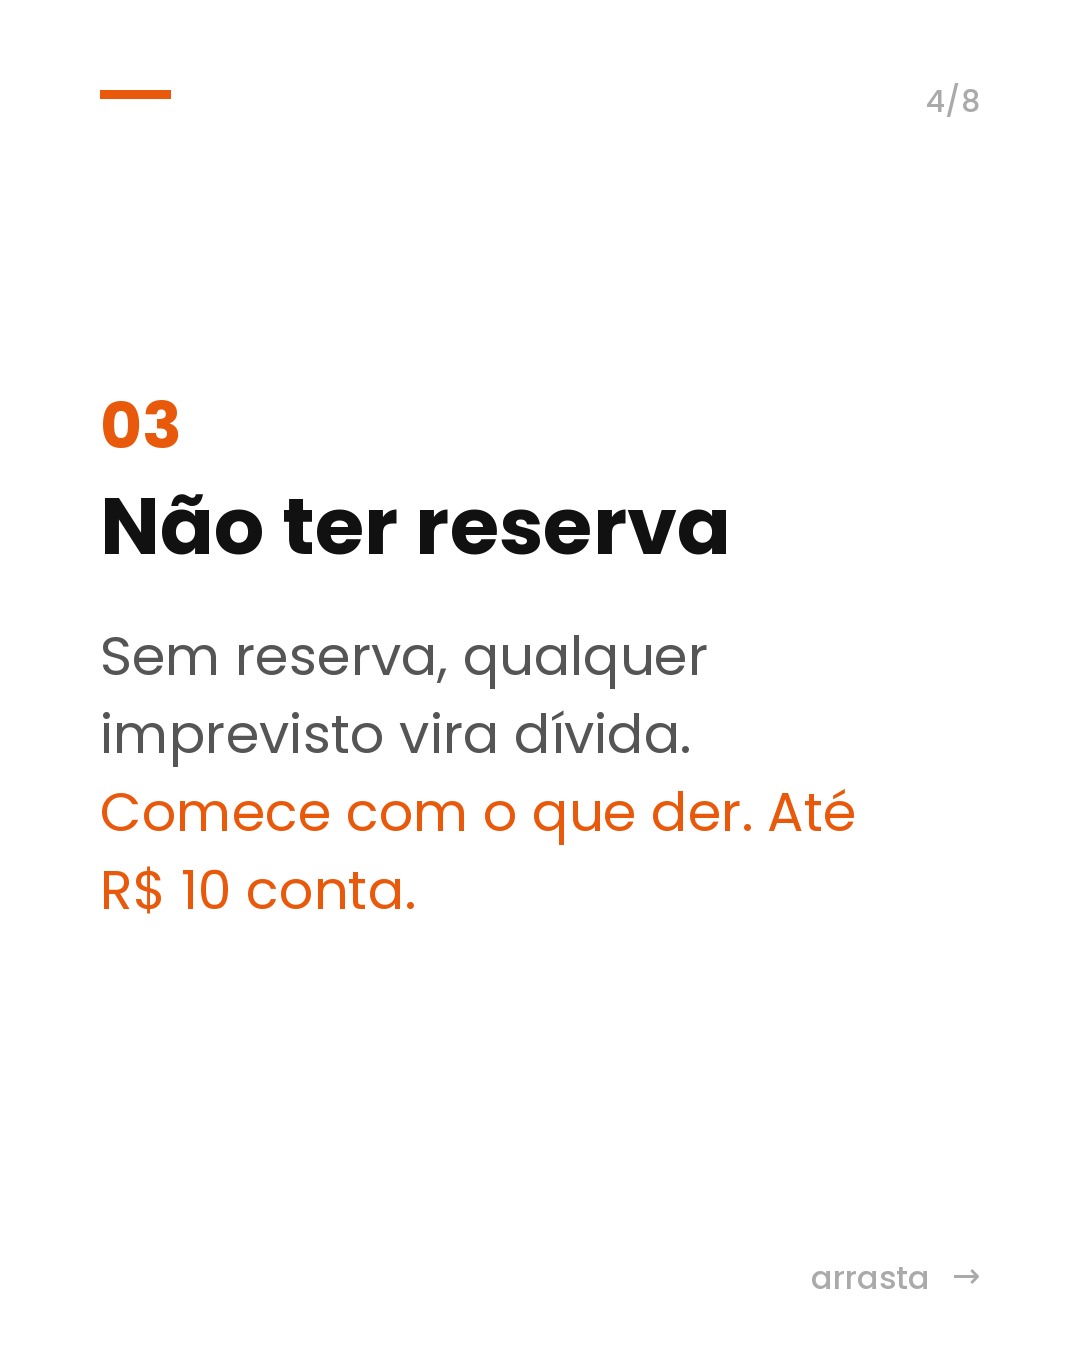 4/8
03
Não ter reserva
Sem reserva, qualquer
imprevisto vira dívida.
Comece com o que der. Até
R$ 10 conta.
arrasta →